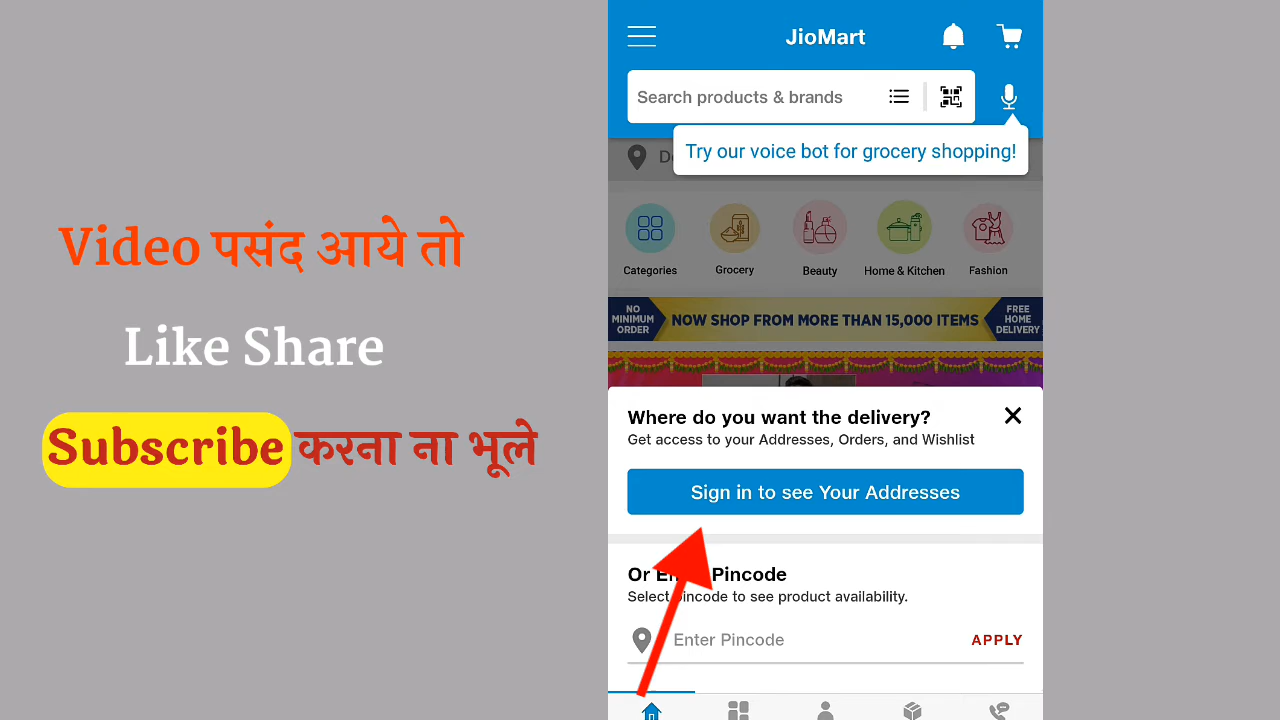 Video पसंद आये तो
Like Share
Subscribe करना ना भूले
JioMart
Search products & brands
Try our voice bot for grocery shopping!
Categories
Grocery
Beauty
Home & Kitchen
Fashion
NO MINIMUM ORDER
NOW SHOP FROM MORE THAN 15,000 ITEMS
FREE HOME DELIVERY
Where do you want the delivery?
Get access to your Addresses, Orders, and Wishlist
Sign in to see Your Addresses
Or Enter Pincode
Select pincode to see product availability.
Enter Pincode
APPLY